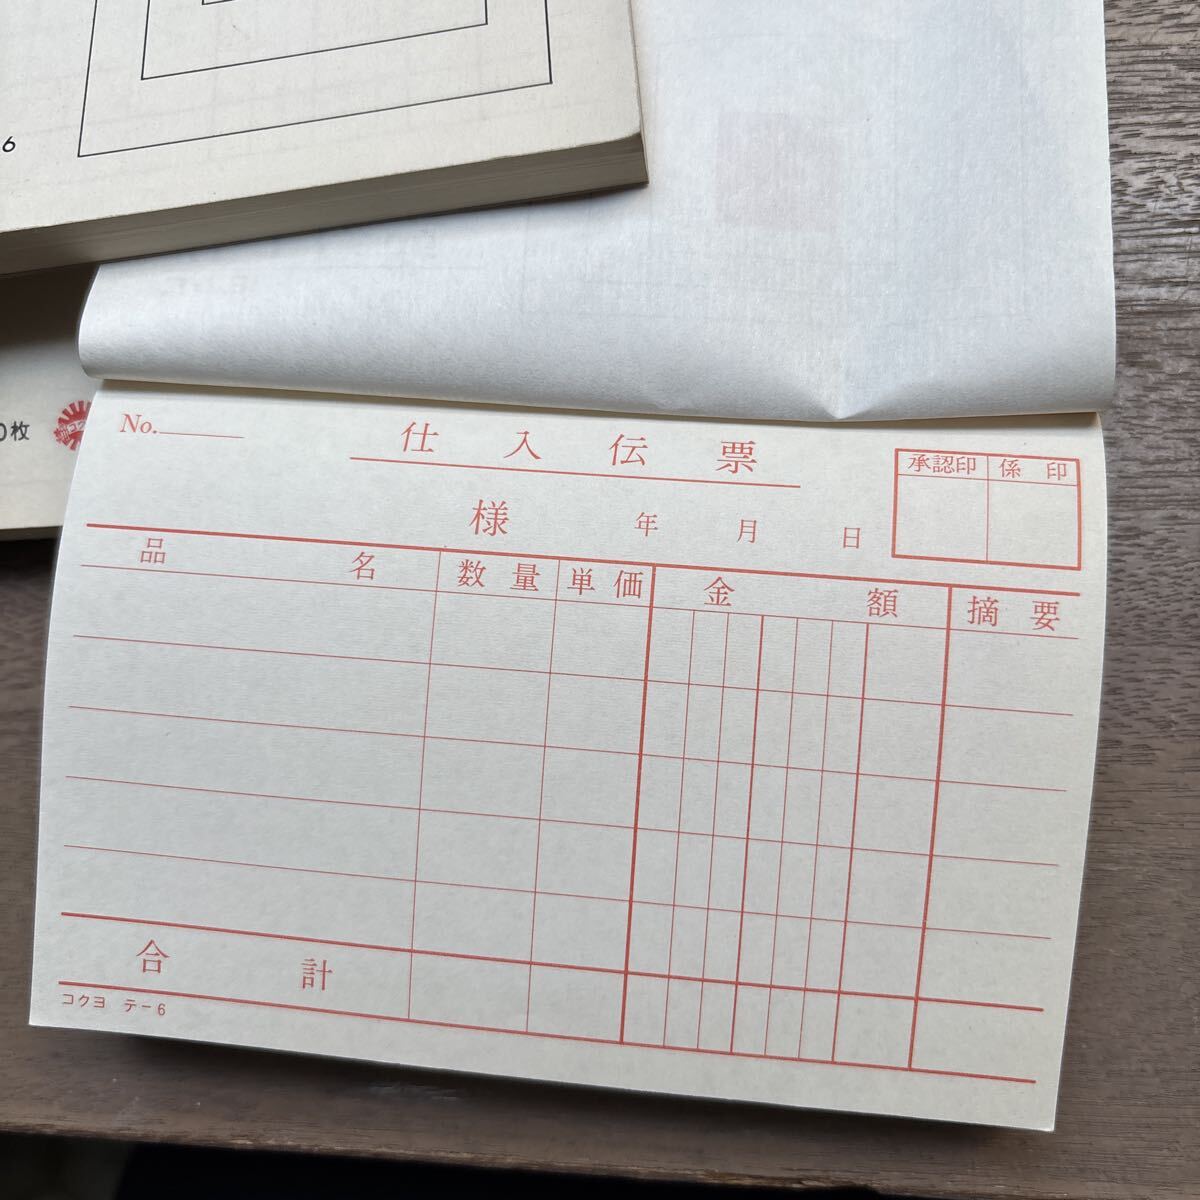 6
0枚
No.
仕入伝票
承認印 係印
様 年 月 日
品名 数量 単価 金額 摘要
合計
コクヨ テー6